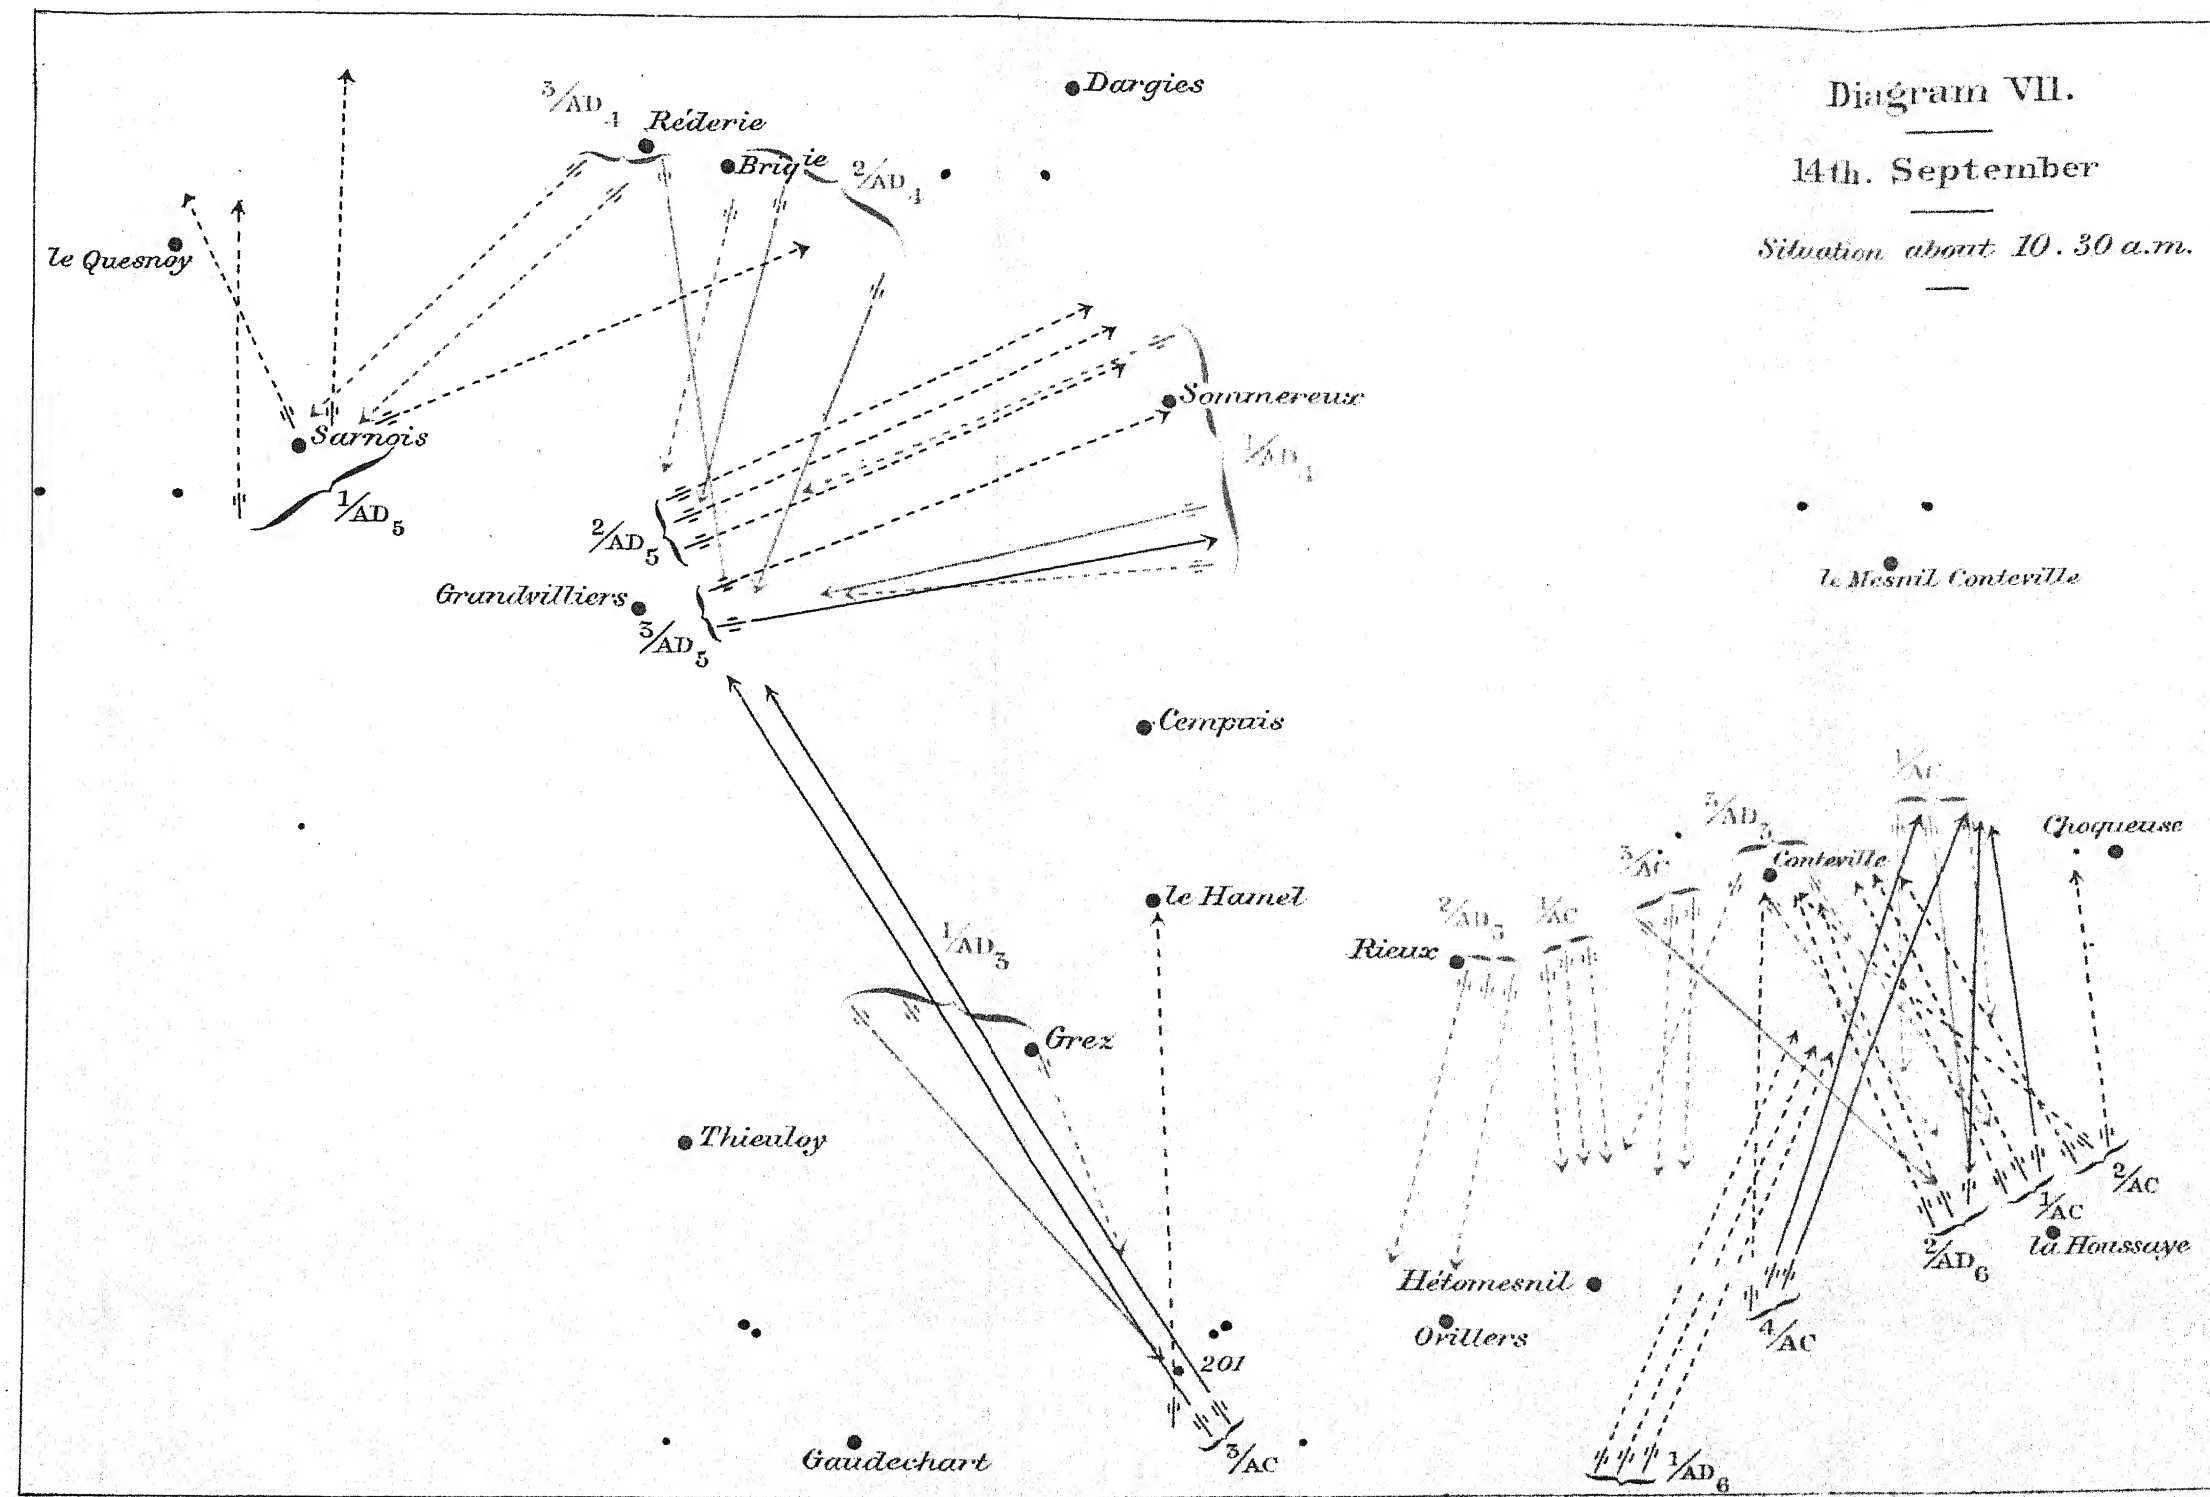 Diagram VII.
14th. September
Situation about 10.30 a.m.
Dargies
3/AD4
Réderie
Brigie
2/AD4
le Quesnoy
Sommereux
Sarnois
1/AD4
1/AD5
2/AD5
Grandvilliers
3/AD5
le Mesnil Conteville
Cempuis
1/AC
3/AD3
Choqueuse
Conteville
3/AC
le Hamel
2/AD3
1/AC
1/AD3
Rieux
Grez
Thieuloy
2/AC
1/AC
2/AD6
la Houssaye
Hétomesnil
Orillers
4/AC
201
Gaudechart
3/AC
1/AD6